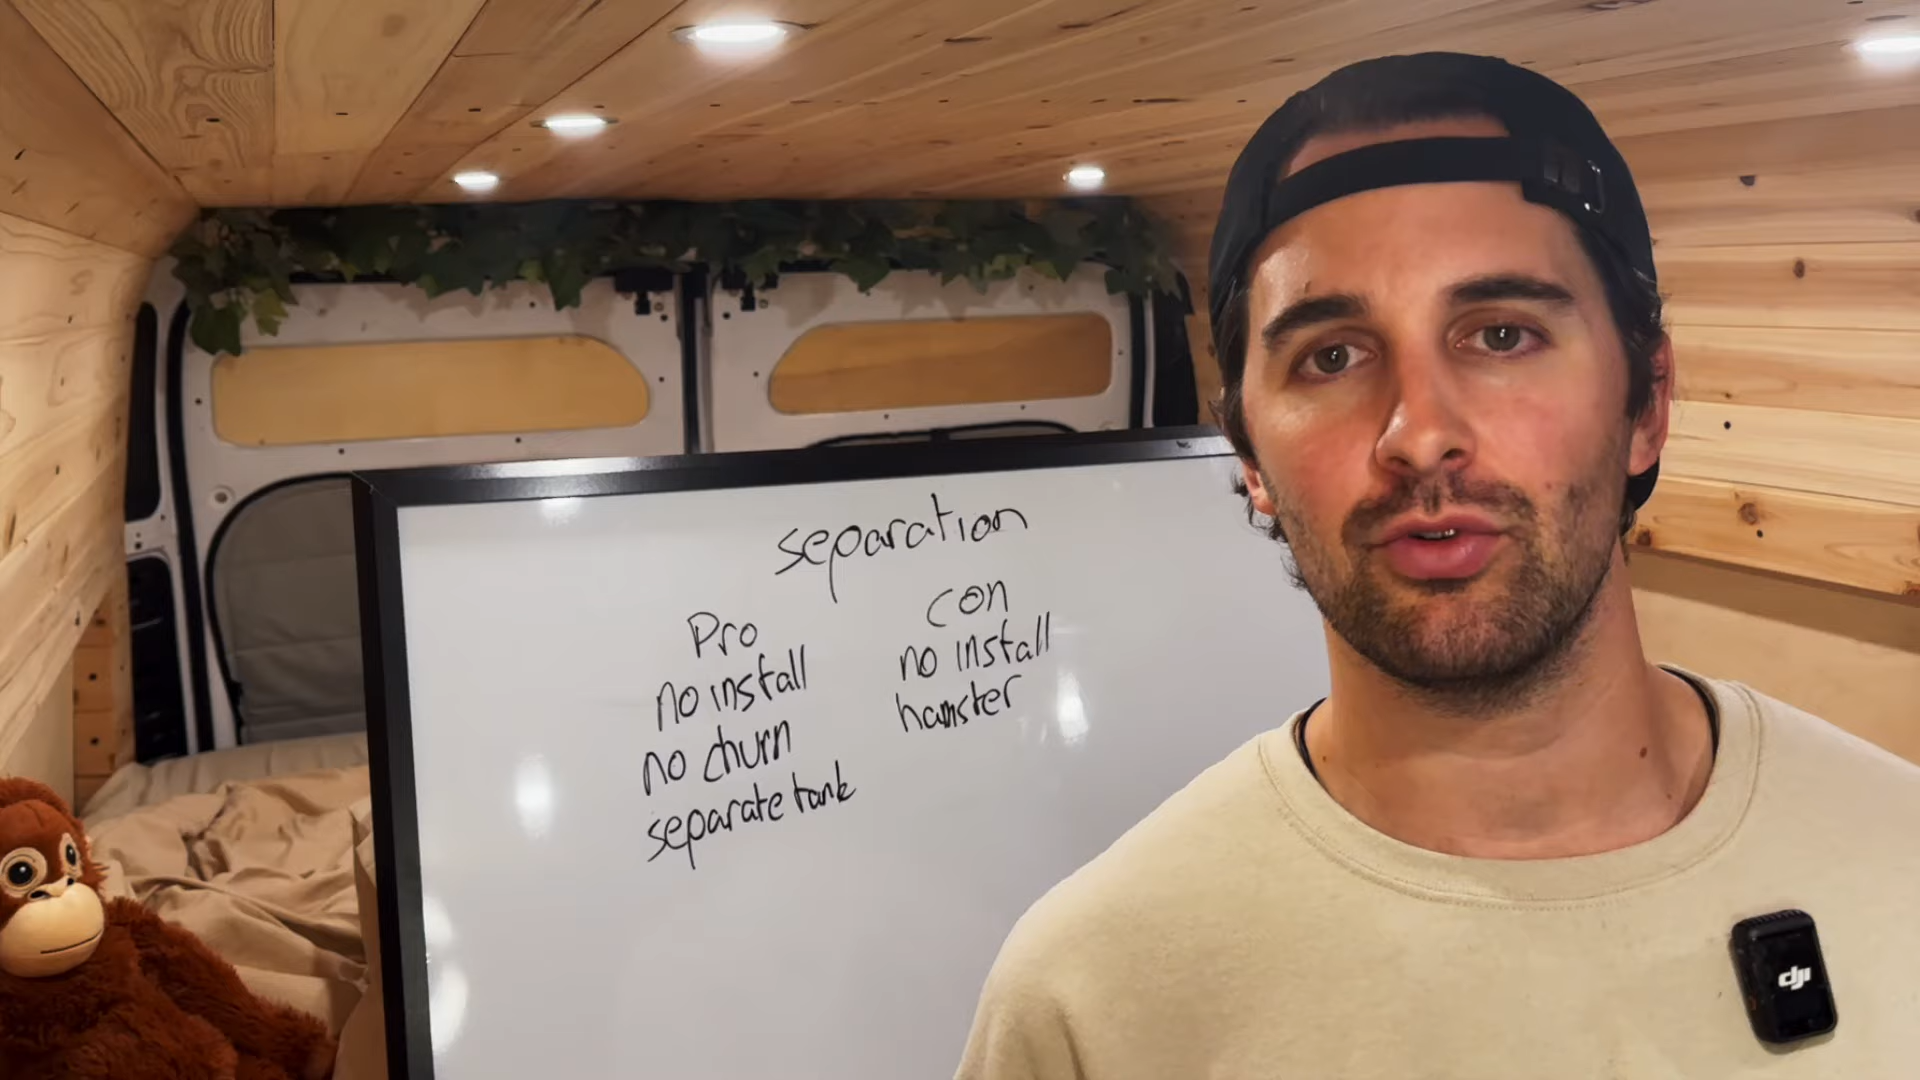 separation
Pro
no install
no churn
separate tank
con
no install
hamster
dji